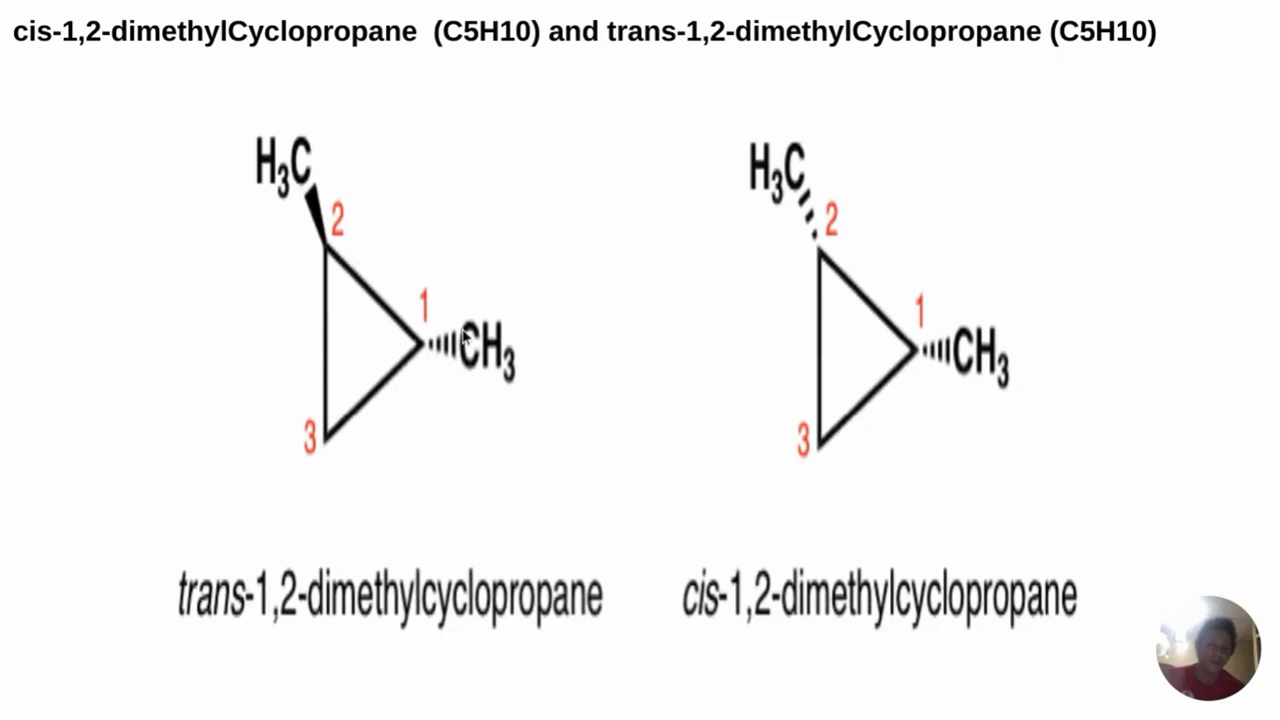 cis-1,2-dimethylCyclopropane  (C5H10) and trans-1,2-dimethylCyclopropane (C5H10)
H3C
2
1
CH3
3
trans-1,2-dimethylcyclopropane
H3C
2
1
CH3
3
cis-1,2-dimethylcyclopropane